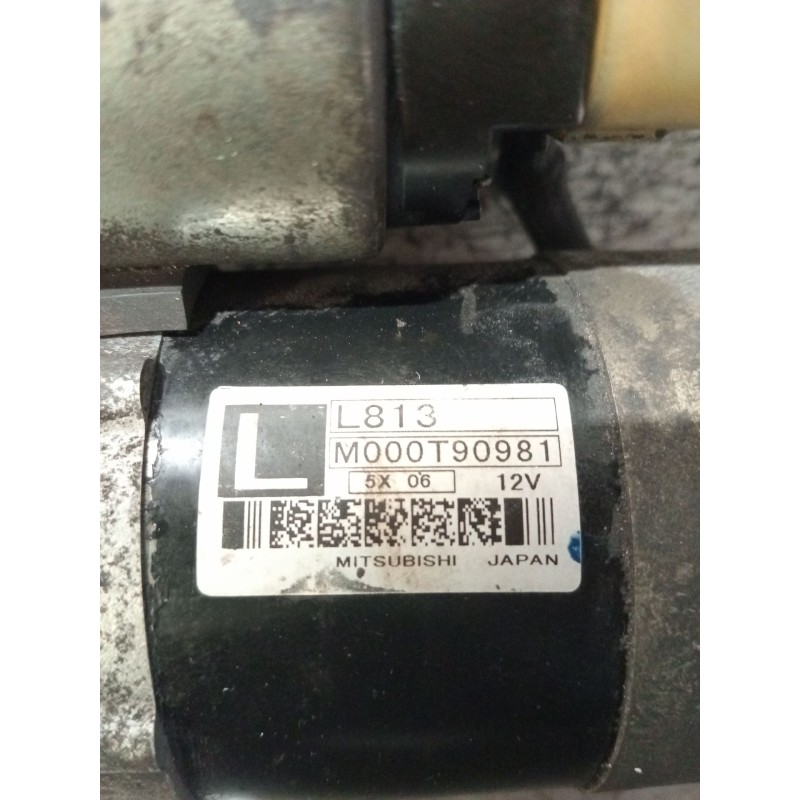 L
L813
M000T90981
5X 06 12V
MITSUBISHI JAPAN